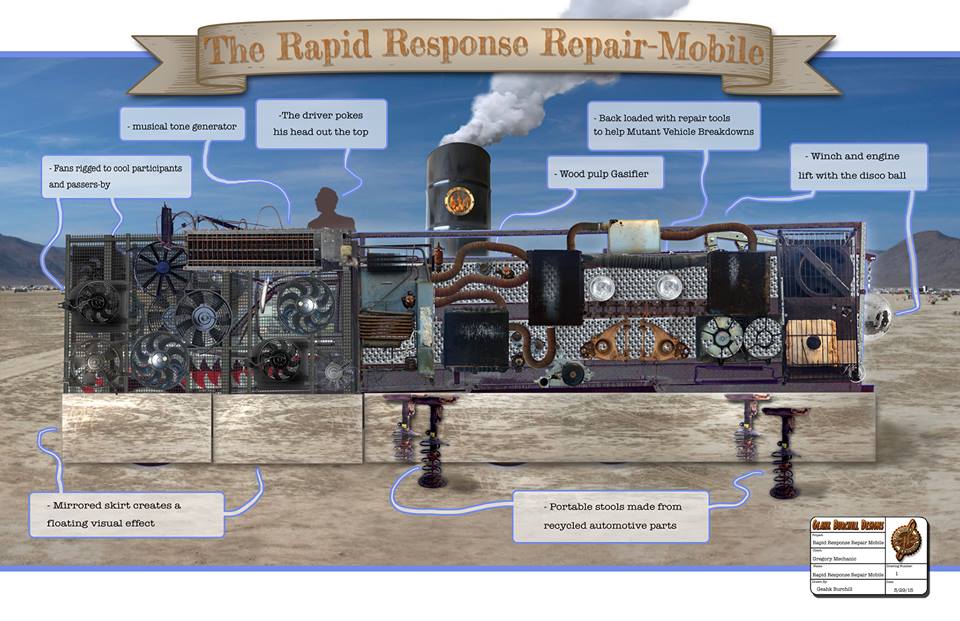 The Rapid Response Repair-Mobile
- musical tone generator
-The driver pokes
his head out the top
- Back loaded with repair tools
to help Mutant Vehicle Breakdowns
- Fans rigged to cool participants
and passers-by
- Wood pulp Gasifier
- Winch and engine
lift with the disco ball
- Mirrored skirt creates a
floating visual effect
- Portable stools made from
recycled automotive parts
Geahk Burchill Designs
Project:
Rapid Response Repair Mobile
Client:
Gregory Mechanic
Name:
Rapid Response Repair Mobile
Drawing Number
1
Drawn By:
Geahk Burchill
Date:
5/29/15